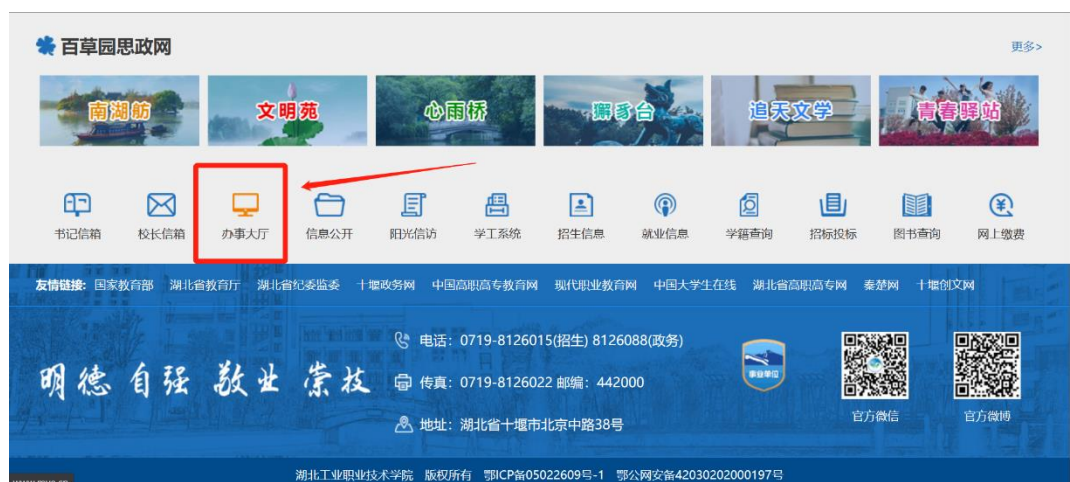 百草园思政网
更多>
南湖舫
文明苑
心雨桥
獬豸台
追天文学
青春驿站
书记信箱
校长信箱
办事大厅
信息公开
阳光信访
学工系统
招生信息
就业信息
学籍查询
招标投标
图书查询
网上缴费
友情链接: 国家教育部 湖北省教育厅 湖北省纪委监委 十堰政务网 中国高职高专教育网 现代职业教育网 中国大学生在线 湖北省高职高专网 秦楚网 十堰创文网
明德 自强 敬业 崇技
电话: 0719-8126015(招生) 8126088(政务)
传真: 0719-8126022 邮编: 442000
地址: 湖北省十堰市北京中路38号
事业单位
官方微信
官方微博
湖北工业职业技术学院 版权所有 鄂ICP备05022609号-1 鄂公网安备42030202000197号